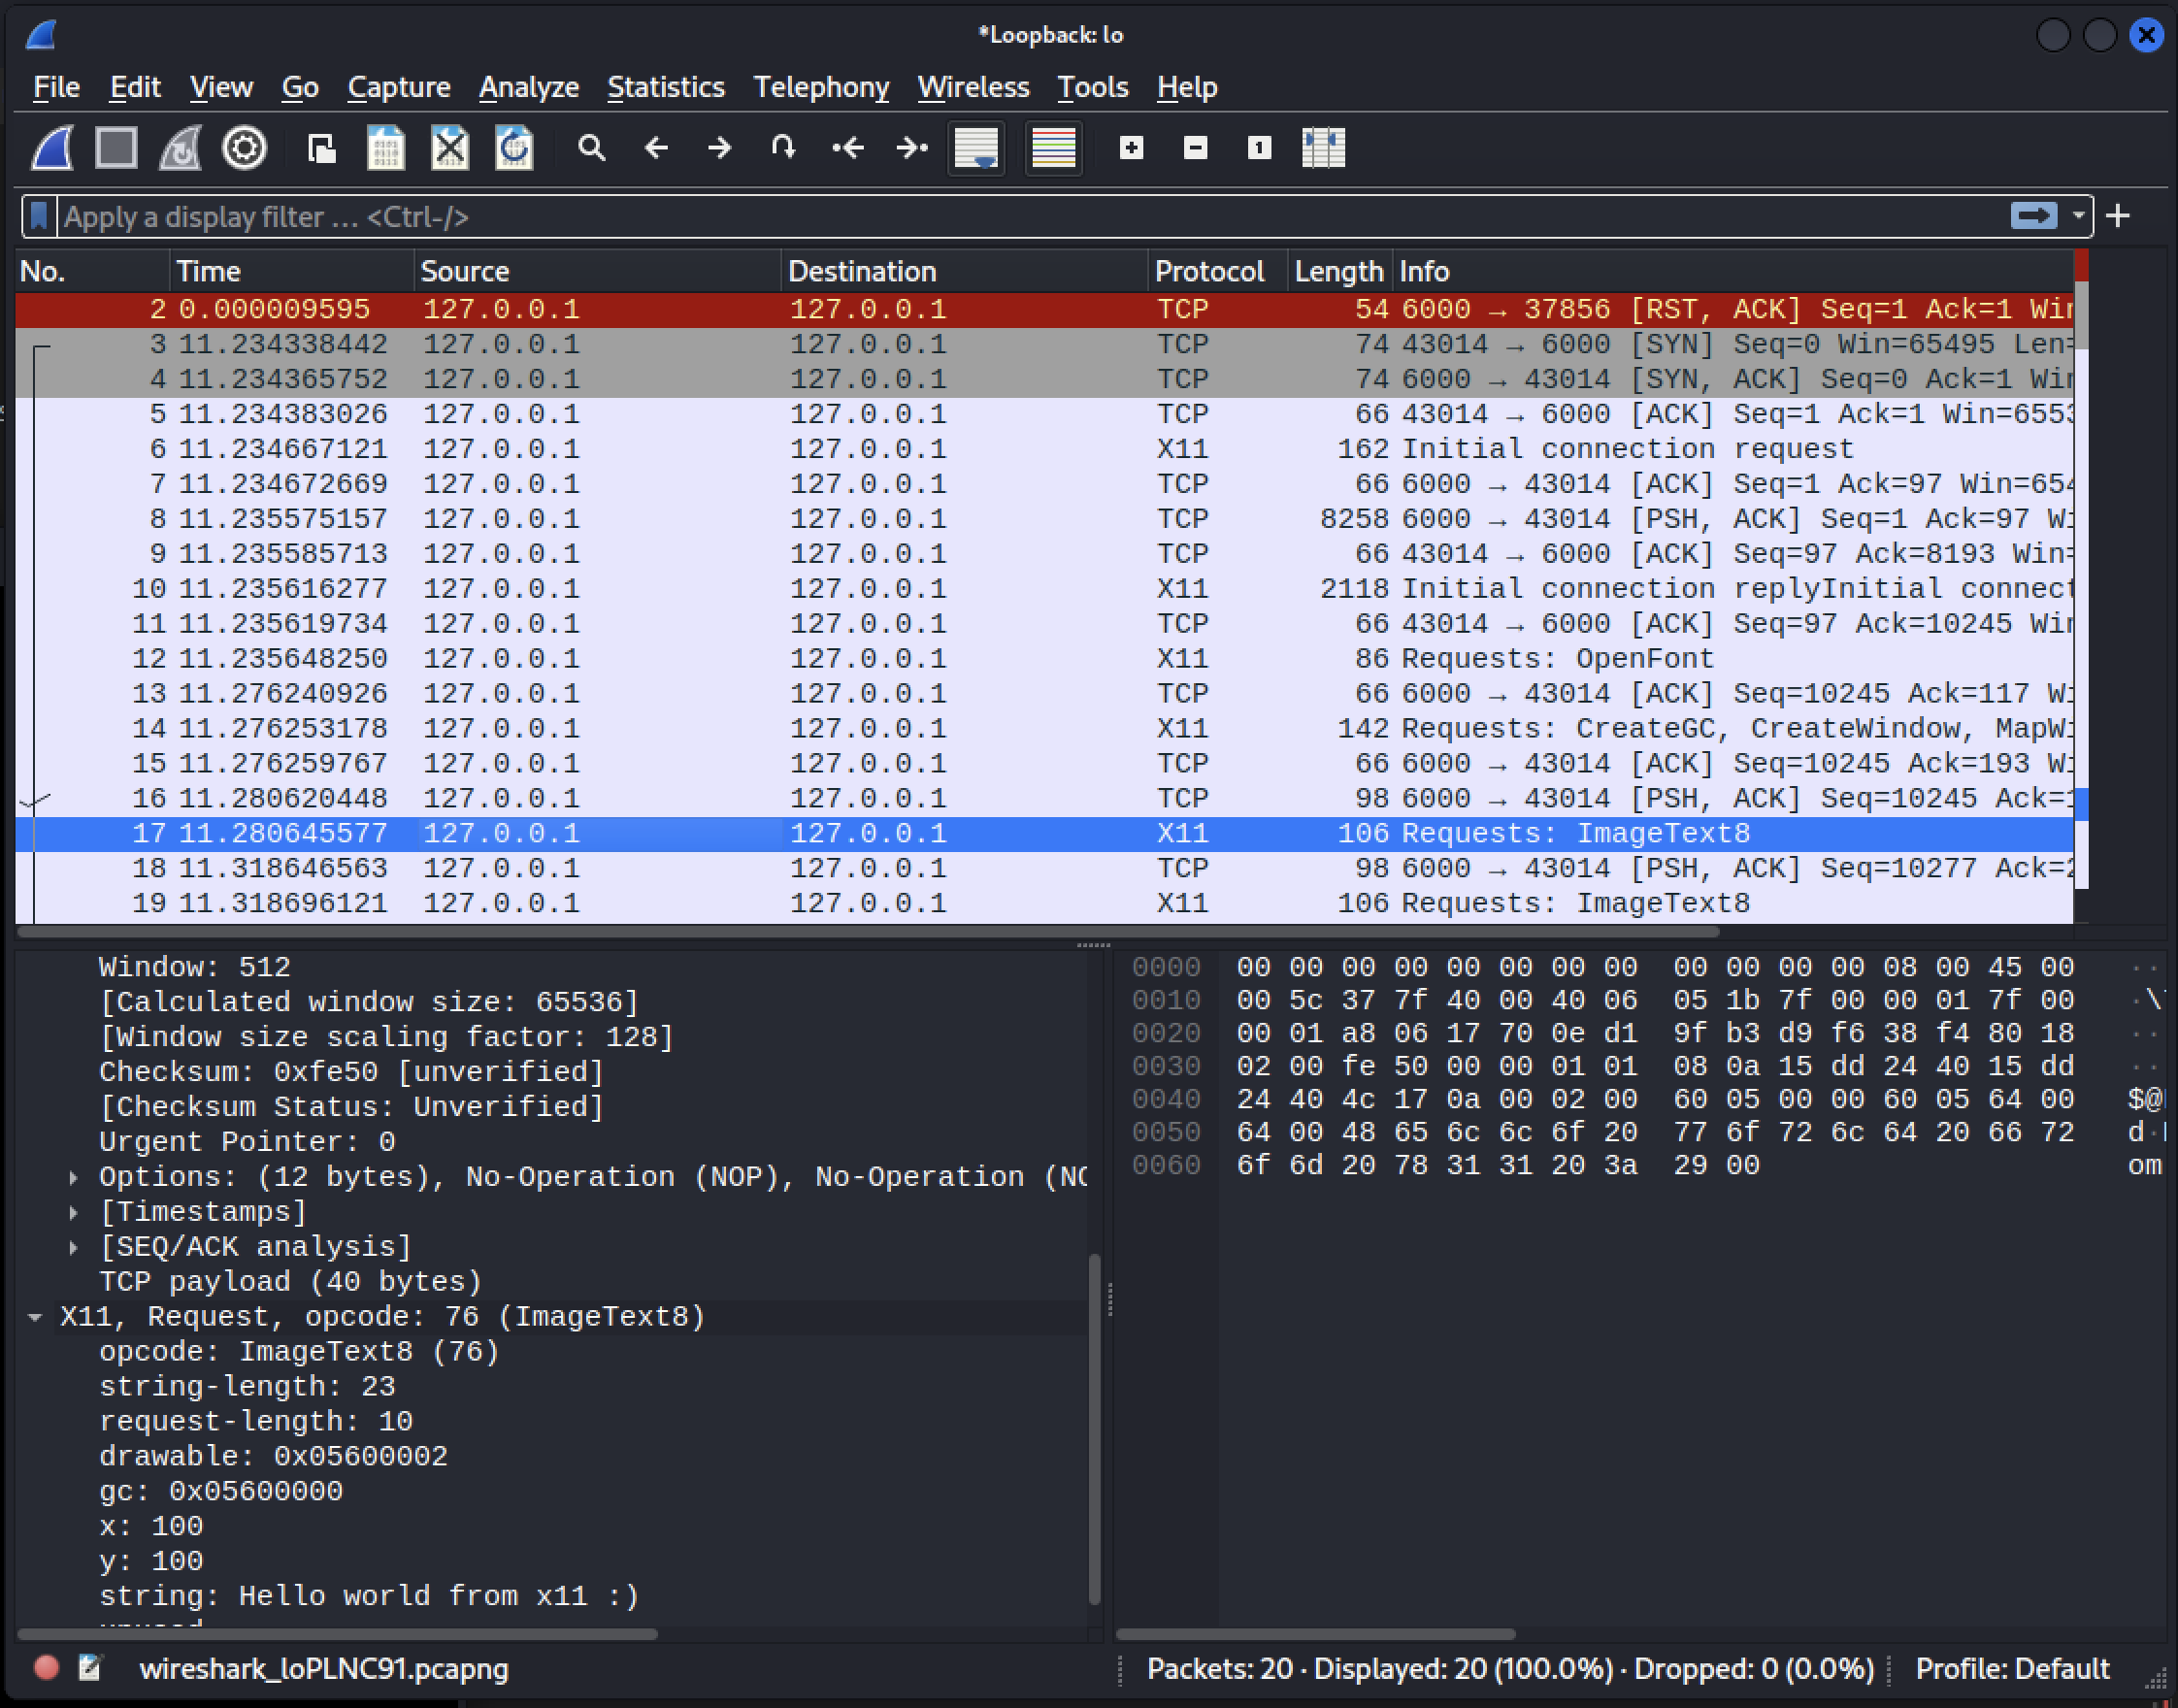 *Loopback: lo
File Edit View Go Capture Analyze Statistics Telephony Wireless Tools Help
Apply a display filter … <Ctrl-/>
No. Time Source Destination Protocol Length Info
2 0.000009595 127.0.0.1 127.0.0.1 TCP 54 6000 → 37856 [RST, ACK] Seq=1 Ack=1 Win
3 11.234338442 127.0.0.1 127.0.0.1 TCP 74 43014 → 6000 [SYN] Seq=0 Win=65495 Len=
4 11.234365752 127.0.0.1 127.0.0.1 TCP 74 6000 → 43014 [SYN, ACK] Seq=0 Ack=1 Win
5 11.234383026 127.0.0.1 127.0.0.1 TCP 66 43014 → 6000 [ACK] Seq=1 Ack=1 Win=6553
6 11.234667121 127.0.0.1 127.0.0.1 X11 162 Initial connection request
7 11.234672669 127.0.0.1 127.0.0.1 TCP 66 6000 → 43014 [ACK] Seq=1 Ack=97 Win=654
8 11.235575157 127.0.0.1 127.0.0.1 TCP 8258 6000 → 43014 [PSH, ACK] Seq=1 Ack=97 Wi
9 11.235585713 127.0.0.1 127.0.0.1 TCP 66 43014 → 6000 [ACK] Seq=97 Ack=8193 Win=
10 11.235616277 127.0.0.1 127.0.0.1 X11 2118 Initial connection replyInitial connect
11 11.235619734 127.0.0.1 127.0.0.1 TCP 66 43014 → 6000 [ACK] Seq=97 Ack=10245 Win
12 11.235648250 127.0.0.1 127.0.0.1 X11 86 Requests: OpenFont
13 11.276240926 127.0.0.1 127.0.0.1 TCP 66 6000 → 43014 [ACK] Seq=10245 Ack=117 Wi
14 11.276253178 127.0.0.1 127.0.0.1 X11 142 Requests: CreateGC, CreateWindow, MapWi
15 11.276259767 127.0.0.1 127.0.0.1 TCP 66 6000 → 43014 [ACK] Seq=10245 Ack=193 Wi
16 11.280620448 127.0.0.1 127.0.0.1 TCP 98 6000 → 43014 [PSH, ACK] Seq=10245 Ack=1
17 11.280645577 127.0.0.1 127.0.0.1 X11 106 Requests: ImageText8
18 11.318646563 127.0.0.1 127.0.0.1 TCP 98 6000 → 43014 [PSH, ACK] Seq=10277 Ack=2
19 11.318696121 127.0.0.1 127.0.0.1 X11 106 Requests: ImageText8
Window: 512
[Calculated window size: 65536]
[Window size scaling factor: 128]
Checksum: 0xfe50 [unverified]
[Checksum Status: Unverified]
Urgent Pointer: 0
Options: (12 bytes), No-Operation (NOP), No-Operation (NO
[Timestamps]
[SEQ/ACK analysis]
TCP payload (40 bytes)
X11, Request, opcode: 76 (ImageText8)
opcode: ImageText8 (76)
string-length: 23
request-length: 10
drawable: 0x05600002
gc: 0x05600000
x: 100
y: 100
string: Hello world from x11 :)
0000 00 00 00 00 00 00 00 00 00 00 00 00 08 00 45 00 ··
0010 00 5c 37 7f 40 00 40 06 05 1b 7f 00 00 01 7f 00 ·\
0020 00 01 a8 06 17 70 0e d1 9f b3 d9 f6 38 f4 80 18 ··
0030 02 00 fe 50 00 00 01 01 08 0a 15 dd 24 40 15 dd ··
0040 24 40 4c 17 0a 00 02 00 60 05 00 00 60 05 64 00 $@
0050 64 00 48 65 6c 6c 6f 20 77 6f 72 6c 64 20 66 72 d·
0060 6f 6d 20 78 31 31 20 3a 29 00 om
wireshark_loPLNC91.pcapng
Packets: 20 · Displayed: 20 (100.0%) · Dropped: 0 (0.0%)
Profile: Default